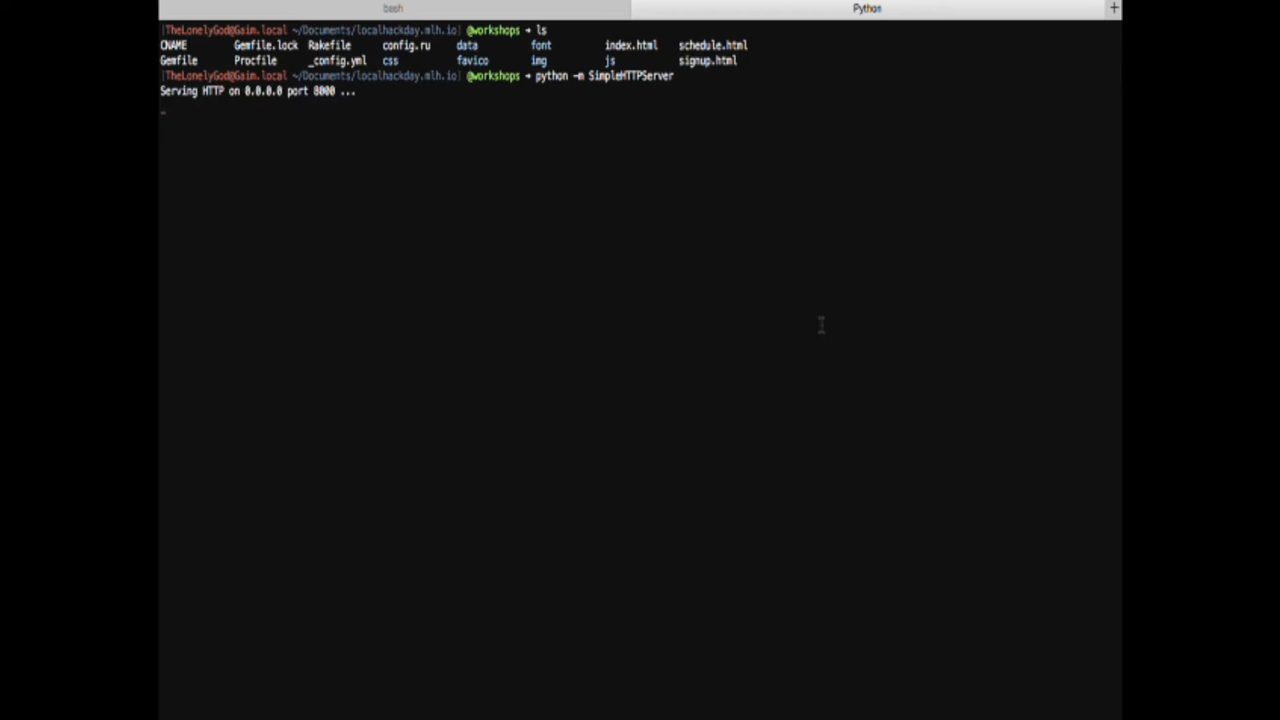 bash Python +
[TheLonelyGod@Gaim.local ~/Documents/localhackday.mlh.io] @workshops → ls
CNAME Gemfile.lock Rakefile config.ru data font index.html schedule.html
Gemfile Procfile _config.yml css favico img js signup.html
[TheLonelyGod@Gaim.local ~/Documents/localhackday.mlh.io] @workshops → python -m SimpleHTTPServer
Serving HTTP on 0.0.0.0 port 8000 ...